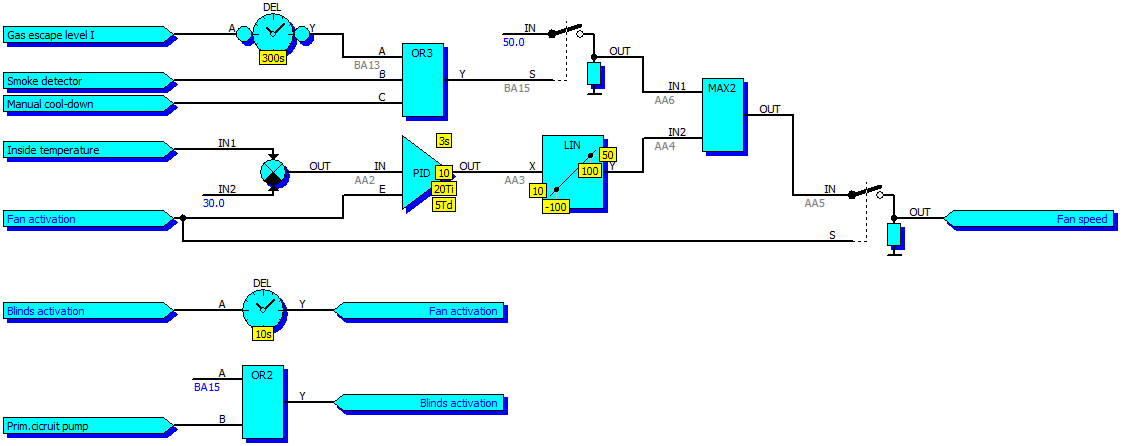 DEL
Gas escape level I
A
Y
300s
A
BA13
OR3
IN
50.0
OUT
Smoke detector
B
Y
S
BA15
Manual cool-down
C
IN1
AA6
MAX2
OUT
Inside temperature
IN1
OUT
IN
AA2
3s
PID
10
20Ti
5Td
OUT
X
AA3
LIN
50
100
10
-100
Y
IN2
AA4
IN2
30.0
E
Fan activation
IN
AA5
S
OUT
Fan speed
DEL
Blinds activation
A
Y
10s
Fan activation
A
BA15
OR2
Y
Blinds activation
Prim.cicruit pump
B